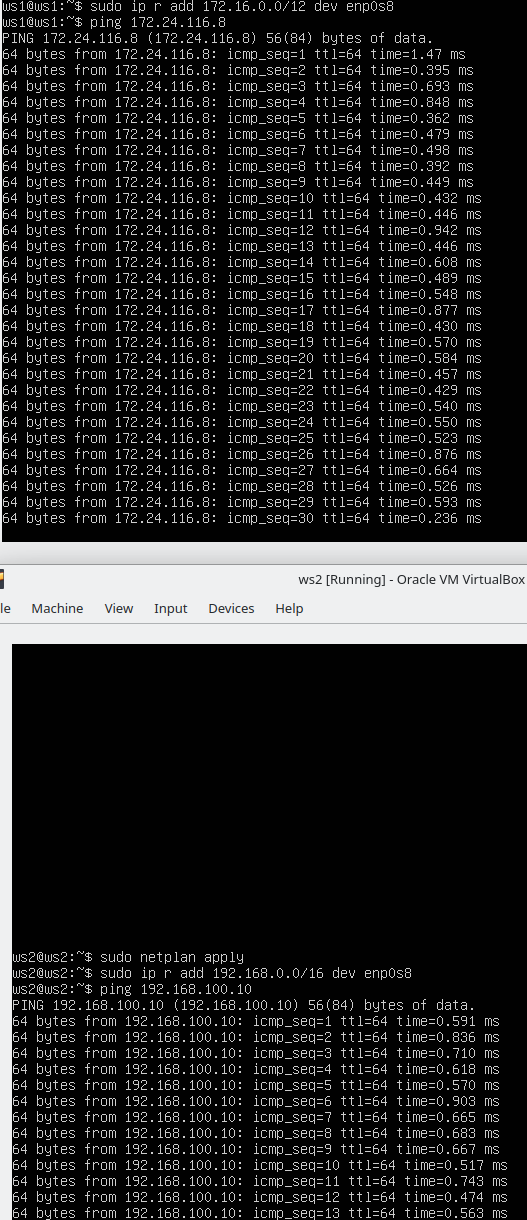 ws1@ws1:~$ sudo ip r add 172.16.0.0/12 dev enp0s8
ws1@ws1:~$ ping 172.24.116.8
PING 172.24.116.8 (172.24.116.8) 56(84) bytes of data.
64 bytes from 172.24.116.8: icmp_seq=1 ttl=64 time=1.47 ms
64 bytes from 172.24.116.8: icmp_seq=2 ttl=64 time=0.395 ms
64 bytes from 172.24.116.8: icmp_seq=3 ttl=64 time=0.693 ms
64 bytes from 172.24.116.8: icmp_seq=4 ttl=64 time=0.848 ms
64 bytes from 172.24.116.8: icmp_seq=5 ttl=64 time=0.362 ms
64 bytes from 172.24.116.8: icmp_seq=6 ttl=64 time=0.479 ms
64 bytes from 172.24.116.8: icmp_seq=7 ttl=64 time=0.498 ms
64 bytes from 172.24.116.8: icmp_seq=8 ttl=64 time=0.392 ms
64 bytes from 172.24.116.8: icmp_seq=9 ttl=64 time=0.449 ms
64 bytes from 172.24.116.8: icmp_seq=10 ttl=64 time=0.432 ms
64 bytes from 172.24.116.8: icmp_seq=11 ttl=64 time=0.446 ms
64 bytes from 172.24.116.8: icmp_seq=12 ttl=64 time=0.942 ms
64 bytes from 172.24.116.8: icmp_seq=13 ttl=64 time=0.446 ms
64 bytes from 172.24.116.8: icmp_seq=14 ttl=64 time=0.608 ms
64 bytes from 172.24.116.8: icmp_seq=15 ttl=64 time=0.489 ms
64 bytes from 172.24.116.8: icmp_seq=16 ttl=64 time=0.548 ms
64 bytes from 172.24.116.8: icmp_seq=17 ttl=64 time=0.877 ms
64 bytes from 172.24.116.8: icmp_seq=18 ttl=64 time=0.430 ms
64 bytes from 172.24.116.8: icmp_seq=19 ttl=64 time=0.570 ms
64 bytes from 172.24.116.8: icmp_seq=20 ttl=64 time=0.584 ms
64 bytes from 172.24.116.8: icmp_seq=21 ttl=64 time=0.457 ms
64 bytes from 172.24.116.8: icmp_seq=22 ttl=64 time=0.429 ms
64 bytes from 172.24.116.8: icmp_seq=23 ttl=64 time=0.540 ms
64 bytes from 172.24.116.8: icmp_seq=24 ttl=64 time=0.550 ms
64 bytes from 172.24.116.8: icmp_seq=25 ttl=64 time=0.523 ms
64 bytes from 172.24.116.8: icmp_seq=26 ttl=64 time=0.876 ms
64 bytes from 172.24.116.8: icmp_seq=27 ttl=64 time=0.664 ms
64 bytes from 172.24.116.8: icmp_seq=28 ttl=64 time=0.526 ms
64 bytes from 172.24.116.8: icmp_seq=29 ttl=64 time=0.593 ms
64 bytes from 172.24.116.8: icmp_seq=30 ttl=64 time=0.236 ms
ws2 [Running] - Oracle VM VirtualBox
le Machine View Input Devices Help
ws2@ws2:~$ sudo netplan apply
ws2@ws2:~$ sudo ip r add 192.168.0.0/16 dev enp0s8
ws2@ws2:~$ ping 192.168.100.10
PING 192.168.100.10 (192.168.100.10) 56(84) bytes of data.
64 bytes from 192.168.100.10: icmp_seq=1 ttl=64 time=0.591 ms
64 bytes from 192.168.100.10: icmp_seq=2 ttl=64 time=0.836 ms
64 bytes from 192.168.100.10: icmp_seq=3 ttl=64 time=0.710 ms
64 bytes from 192.168.100.10: icmp_seq=4 ttl=64 time=0.618 ms
64 bytes from 192.168.100.10: icmp_seq=5 ttl=64 time=0.570 ms
64 bytes from 192.168.100.10: icmp_seq=6 ttl=64 time=0.903 ms
64 bytes from 192.168.100.10: icmp_seq=7 ttl=64 time=0.665 ms
64 bytes from 192.168.100.10: icmp_seq=8 ttl=64 time=0.683 ms
64 bytes from 192.168.100.10: icmp_seq=9 ttl=64 time=0.667 ms
64 bytes from 192.168.100.10: icmp_seq=10 ttl=64 time=0.517 ms
64 bytes from 192.168.100.10: icmp_seq=11 ttl=64 time=0.743 ms
64 bytes from 192.168.100.10: icmp_seq=12 ttl=64 time=0.474 ms
64 bytes from 192.168.100.10: icmp_seq=13 ttl=64 time=0.563 ms